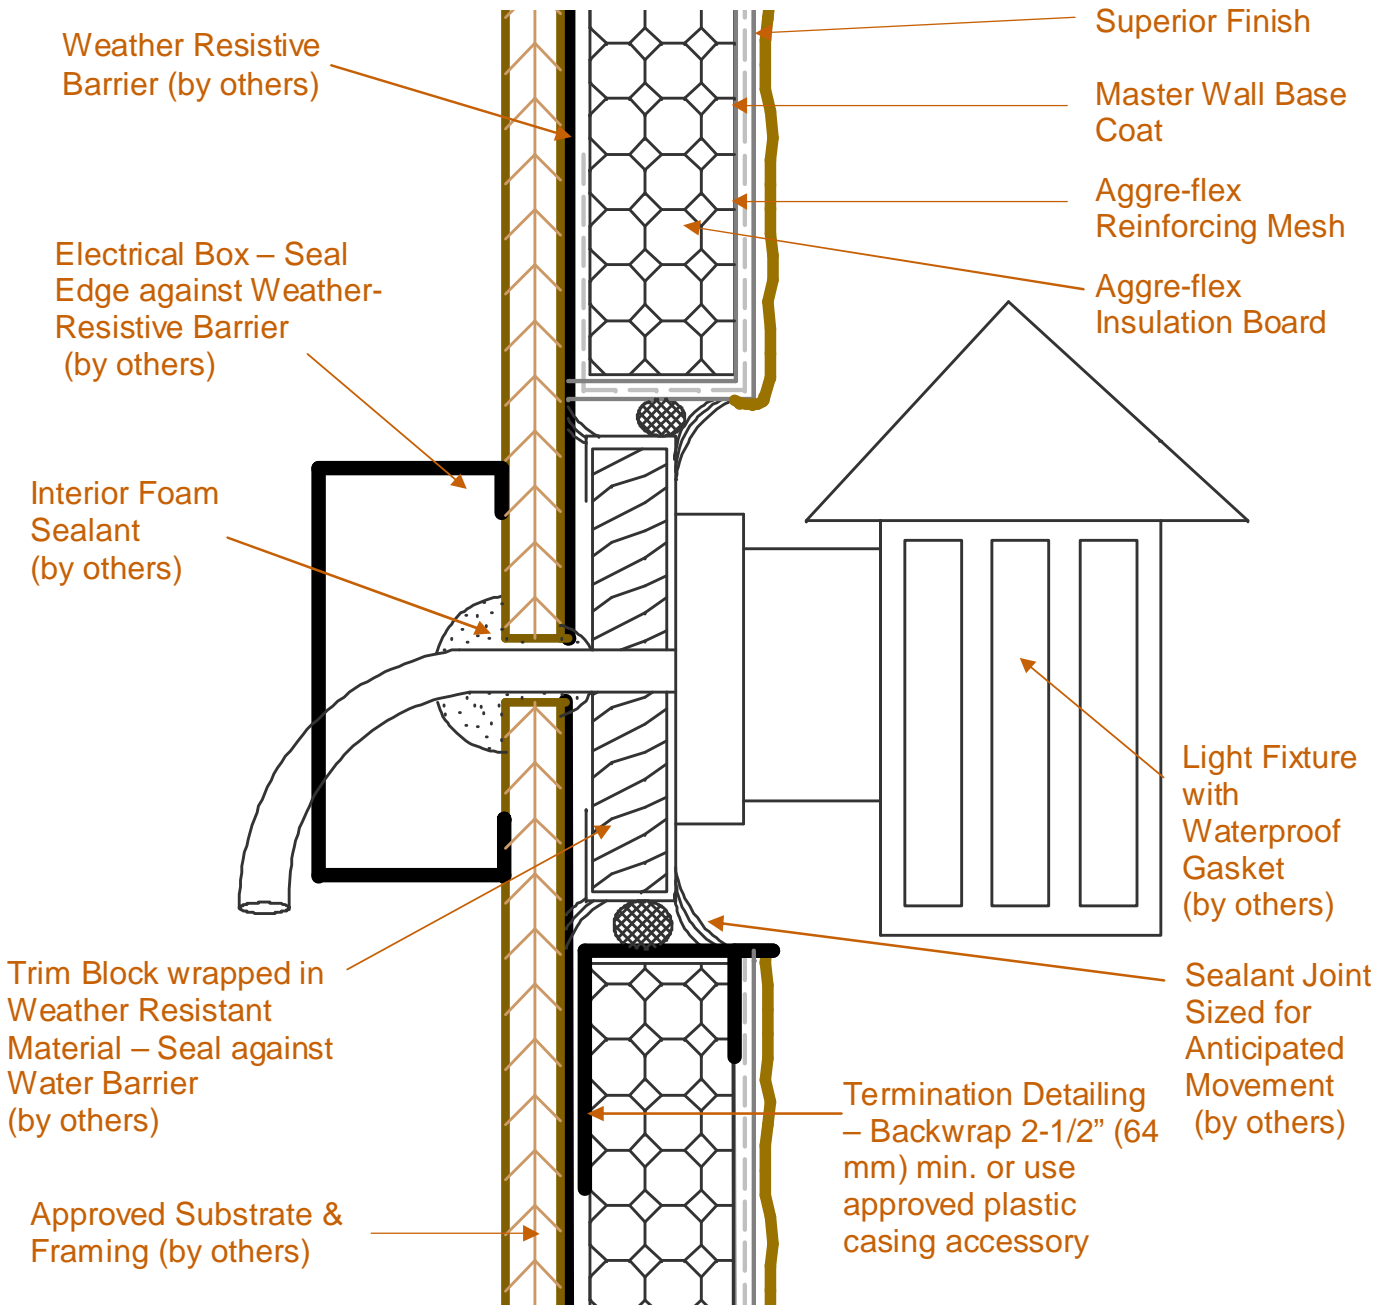 Weather Resistive
Barrier (by others)
Electrical Box – Seal
Edge against Weather-
Resistive Barrier
(by others)
Interior Foam
Sealant
(by others)
Trim Block wrapped in
Weather Resistant
Material – Seal against
Water Barrier
(by others)
Approved Substrate &
Framing (by others)
Superior Finish
Master Wall Base
Coat
Aggre-flex
Reinforcing Mesh
Aggre-flex
Insulation Board
Light Fixture
with
Waterproof
Gasket
(by others)
Sealant Joint
Sized for
Anticipated
Movement
(by others)
Termination Detailing
– Backwrap 2-1/2” (64
mm) min. or use
approved plastic
casing accessory